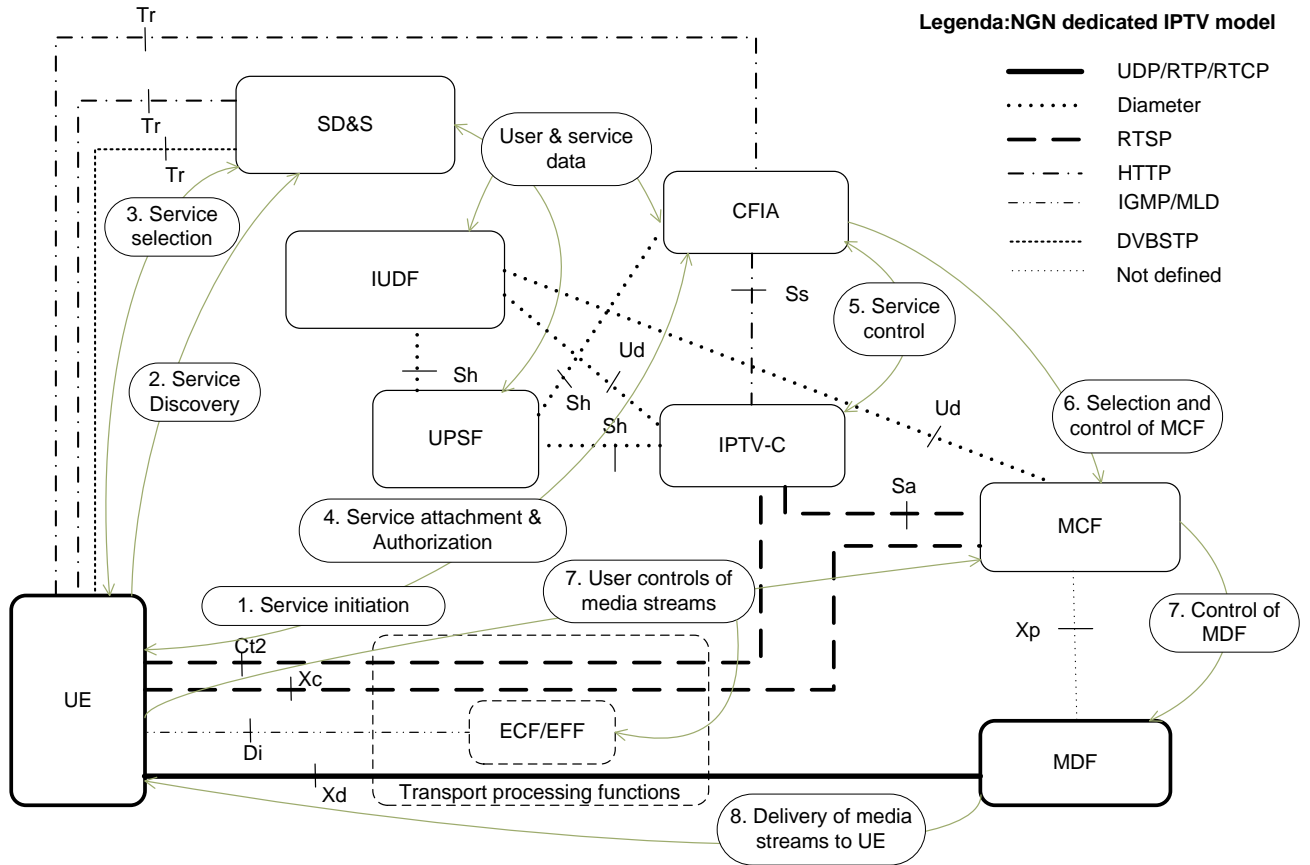 Tr
Legenda:NGN dedicated IPTV model
UDP/RTP/RTCP
Diameter
RTSP
HTTP
IGMP/MLD
DVBSTP
Not defined
Tr
Tr
SD&S
User & service
data
3. Service
selection
CFIA
IUDF
Ss
5. Service
control
2. Service
Discovery
Sh
Ud
Sh
Sh
Ud
6. Selection and
control of MCF
UPSF
IPTV-C
Sa
4. Service attachment &
Authorization
MCF
1. Service initiation
7. User controls of
media streams
Xp
7. Control of
MDF
Ct2
Xc
UE
ECF/EFF
Di
MDF
Xd
Transport processing functions
8. Delivery of media
streams to UE